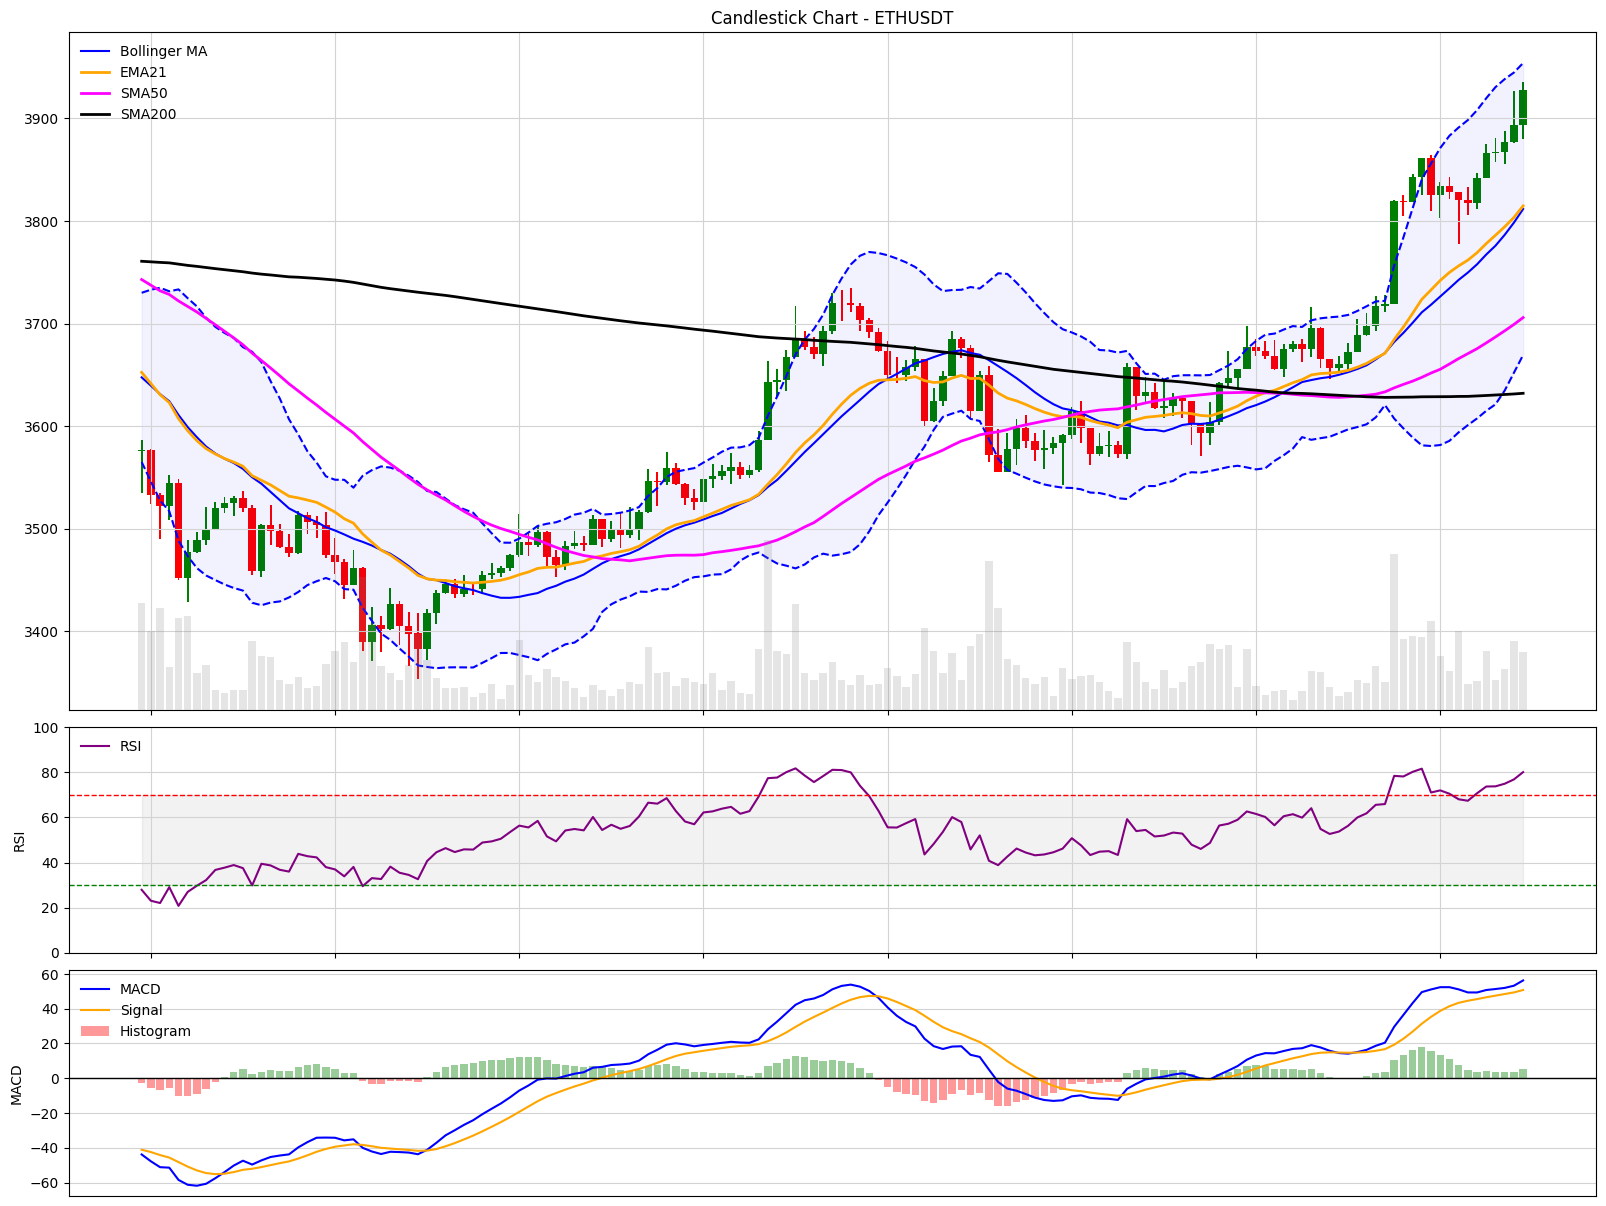 Candlestick Chart - ETHUSDT
Bollinger MA
EMA21
SMA50
SMA200
3900
3800
3700
3600
3500
3400
100
80
60
40
20
0
RSI
RSI
60
40
20
0
−20
−40
−60
MACD
MACD
Signal
Histogram